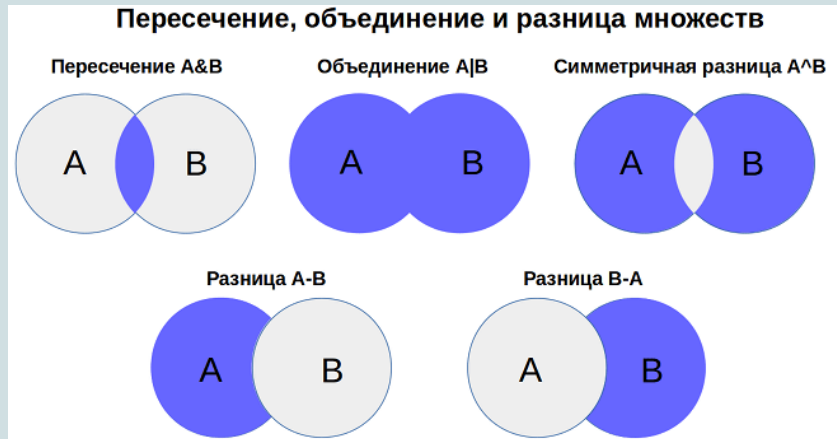 Пересечение, объединение и разница множеств
Пересечение A&B
Объединение A|B
Симметричная разница A^B
A
B
A
B
A
B
Разница A-B
Разница B-A
A
B
A
B